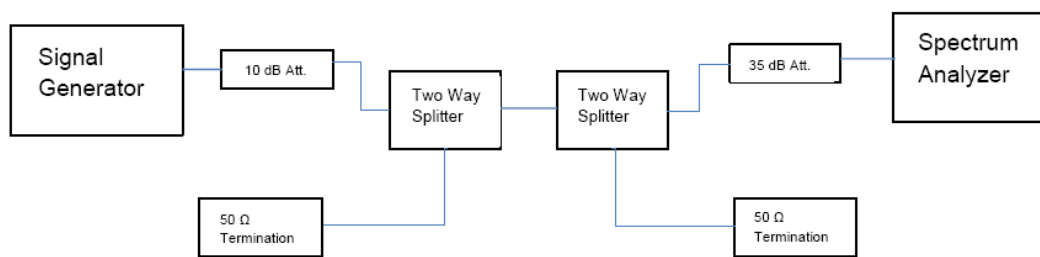 Signal
Generator
10 dB Att.
Two Way
Splitter
Two Way
Splitter
35 dB Att.
Spectrum
Analyzer
50 Ω
Termination
50 Ω
Termination